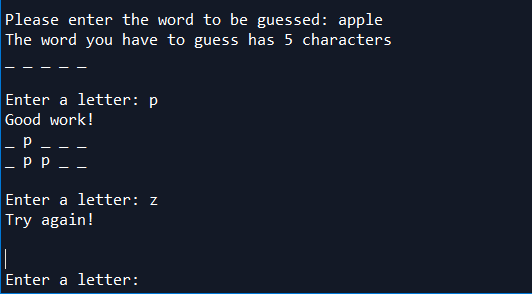 Please enter the word to be guessed: apple
The word you have to guess has 5 characters
_ _ _ _ _
Enter a letter: p
Good work!
_ p _ _ _
_ p p _ _
Enter a letter: z
Try again!
Enter a letter: